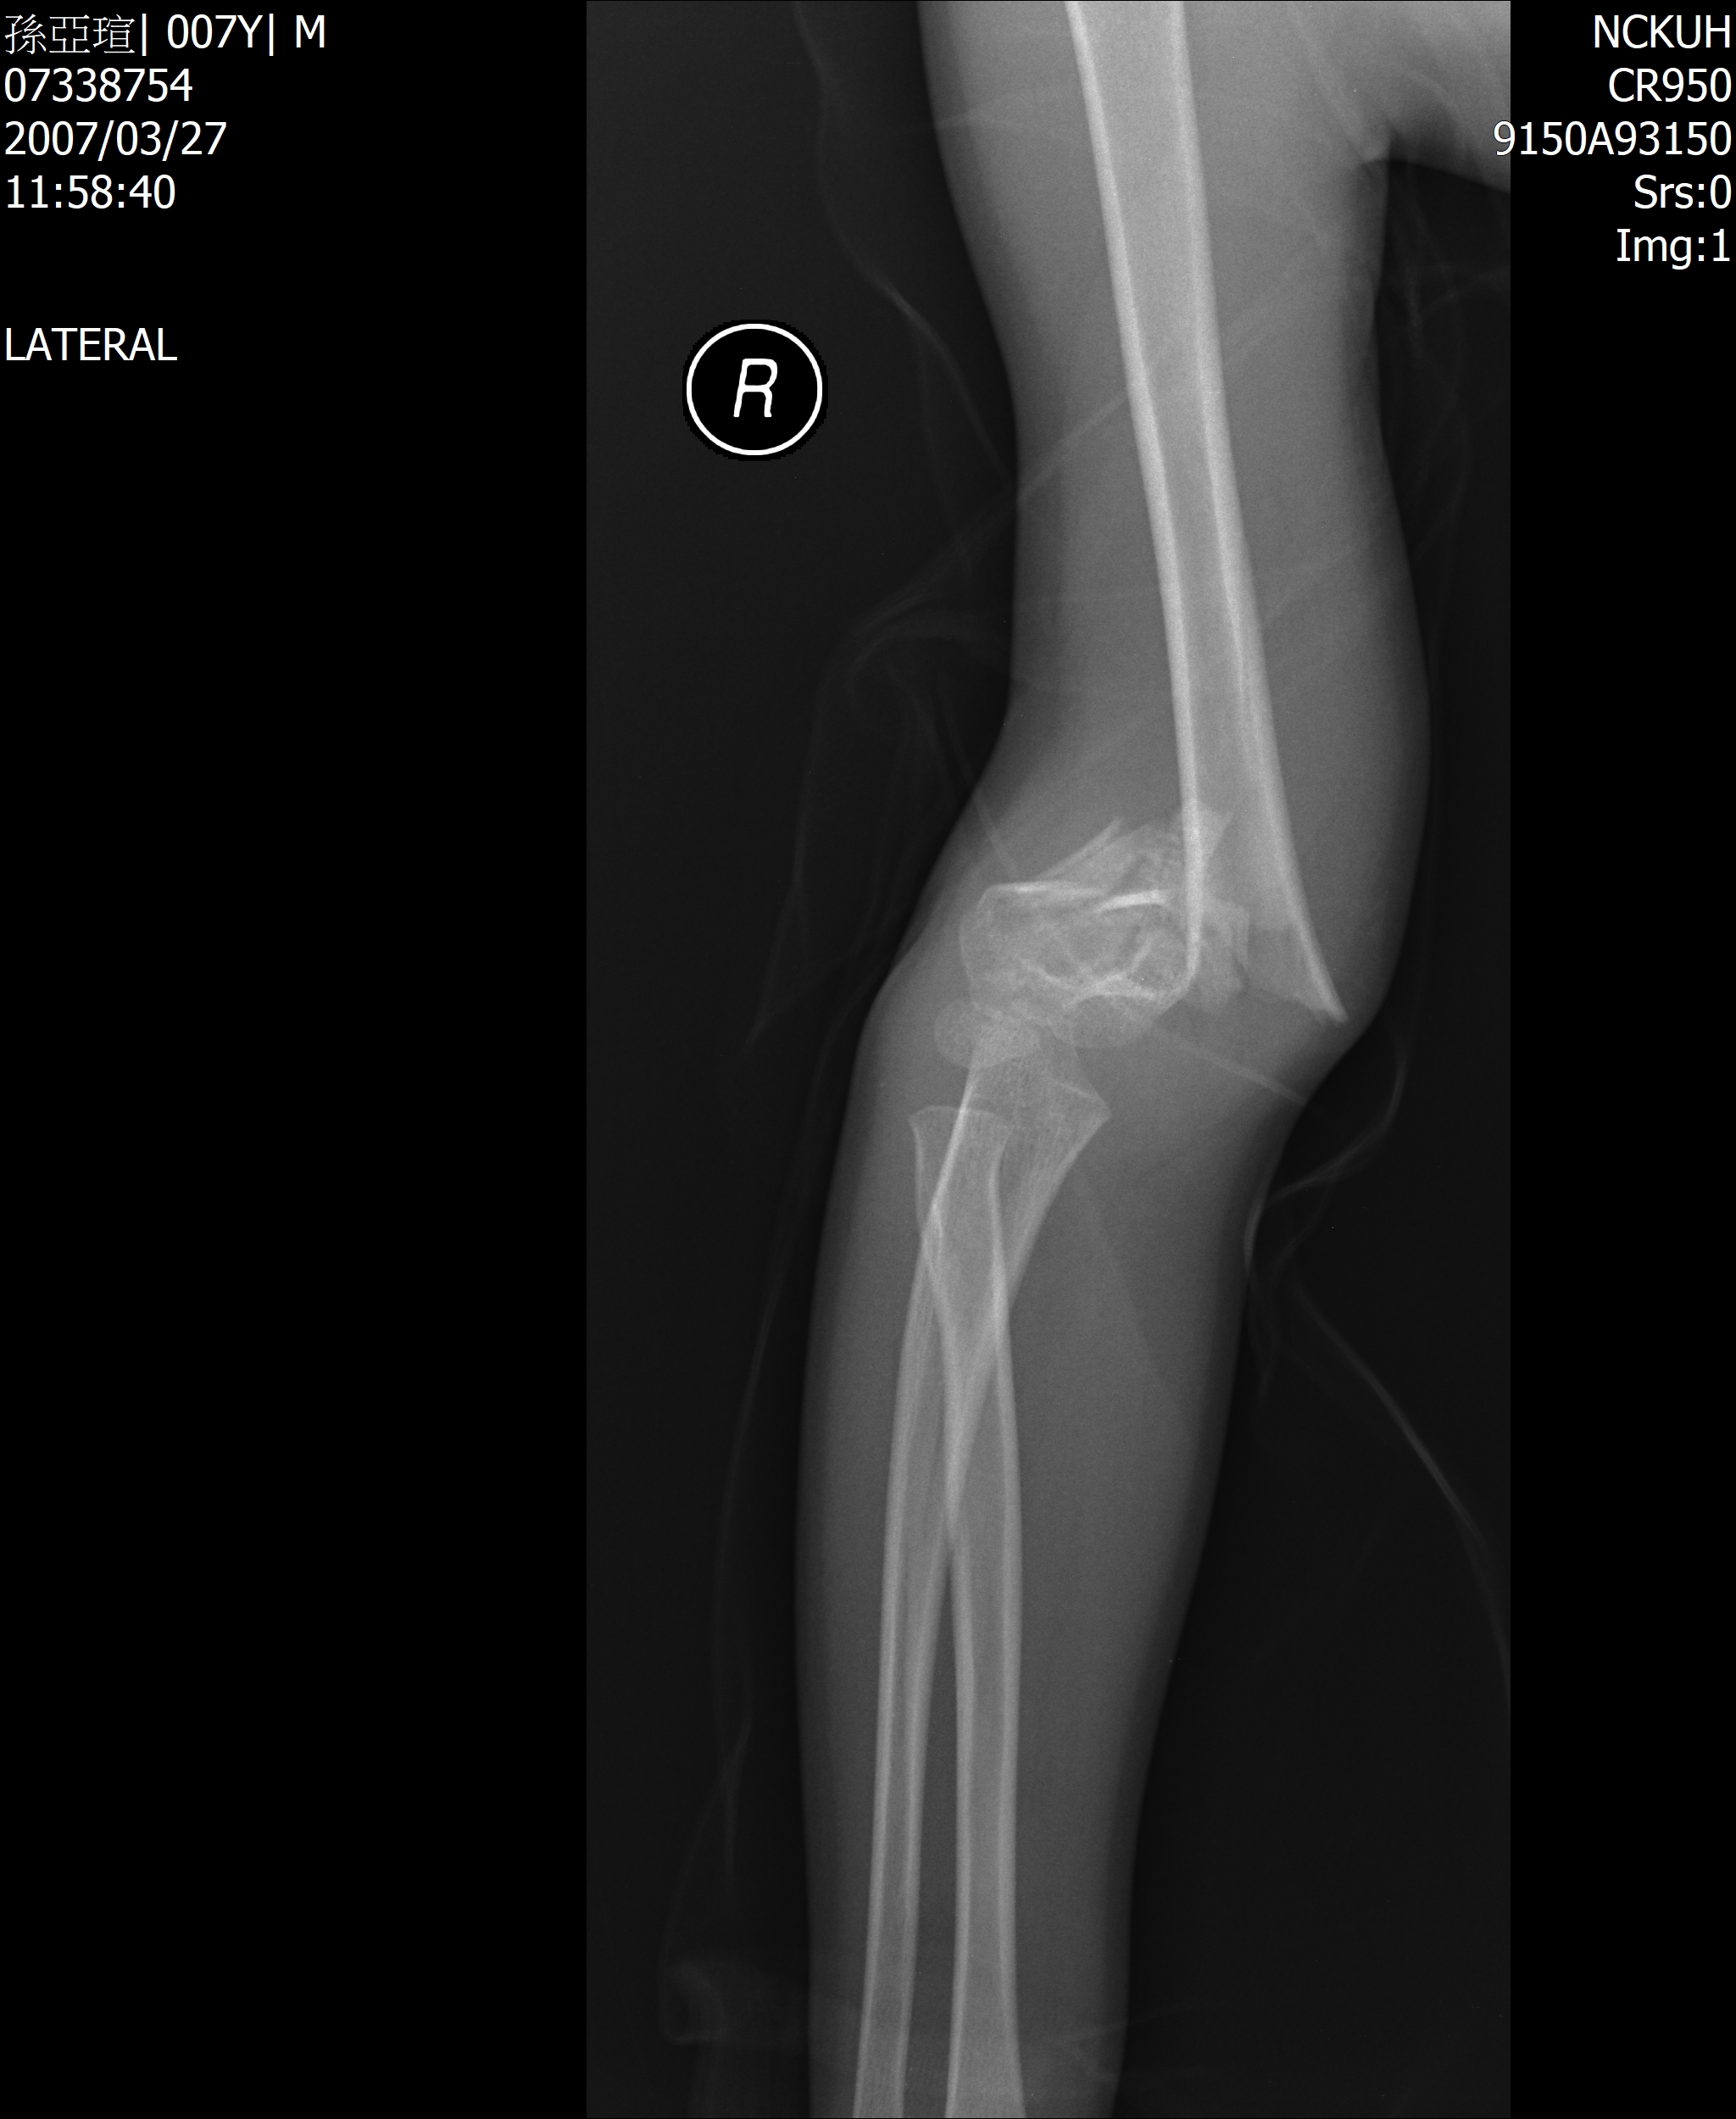 孫亞瑄| 007Y| M
07338754
2007/03/27
11:58:40
LATERAL
R
NCKUH
CR950
9150A93150
Srs:0
Img:1